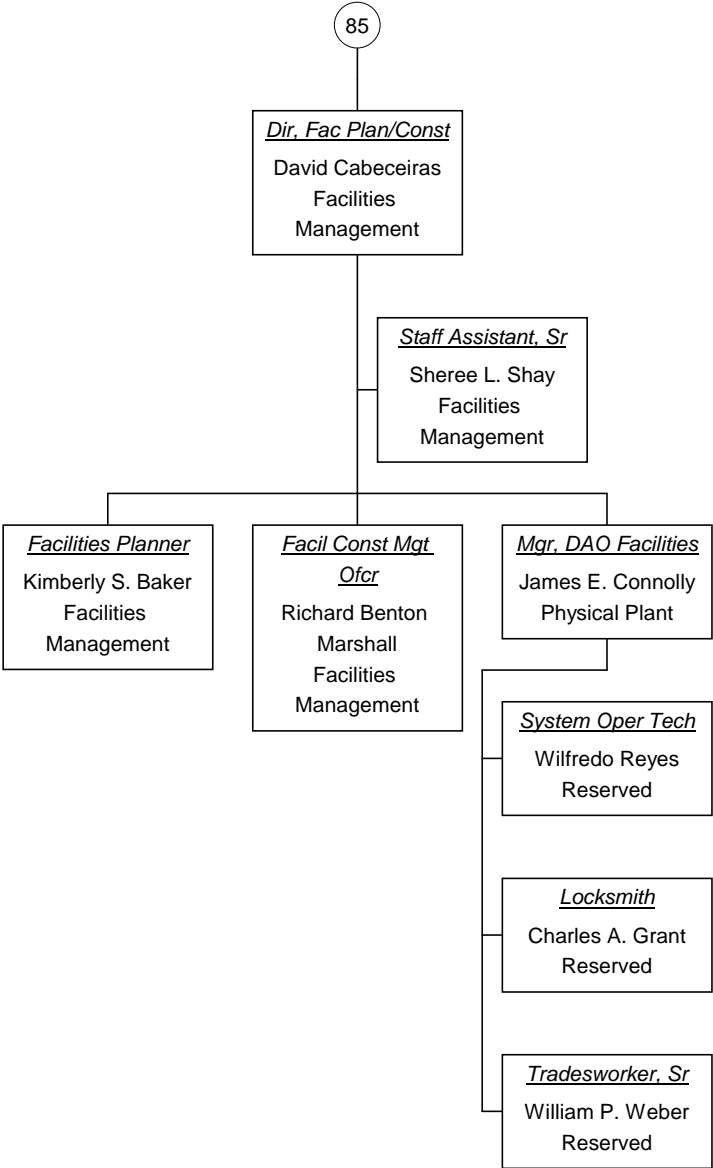 85
Dir, Fac Plan/Const
David Cabeceiras
Facilities
Management
Staff Assistant, Sr
Sheree L. Shay
Facilities
Management
Facilities Planner
Kimberly S. Baker
Facilities
Management
Facil Const Mgt
Ofcr
Richard Benton
Marshall
Facilities
Management
Mgr, DAO Facilities
James E. Connolly
Physical Plant
System Oper Tech
Wilfredo Reyes
Reserved
Locksmith
Charles A. Grant
Reserved
Tradesworker, Sr
William P. Weber
Reserved